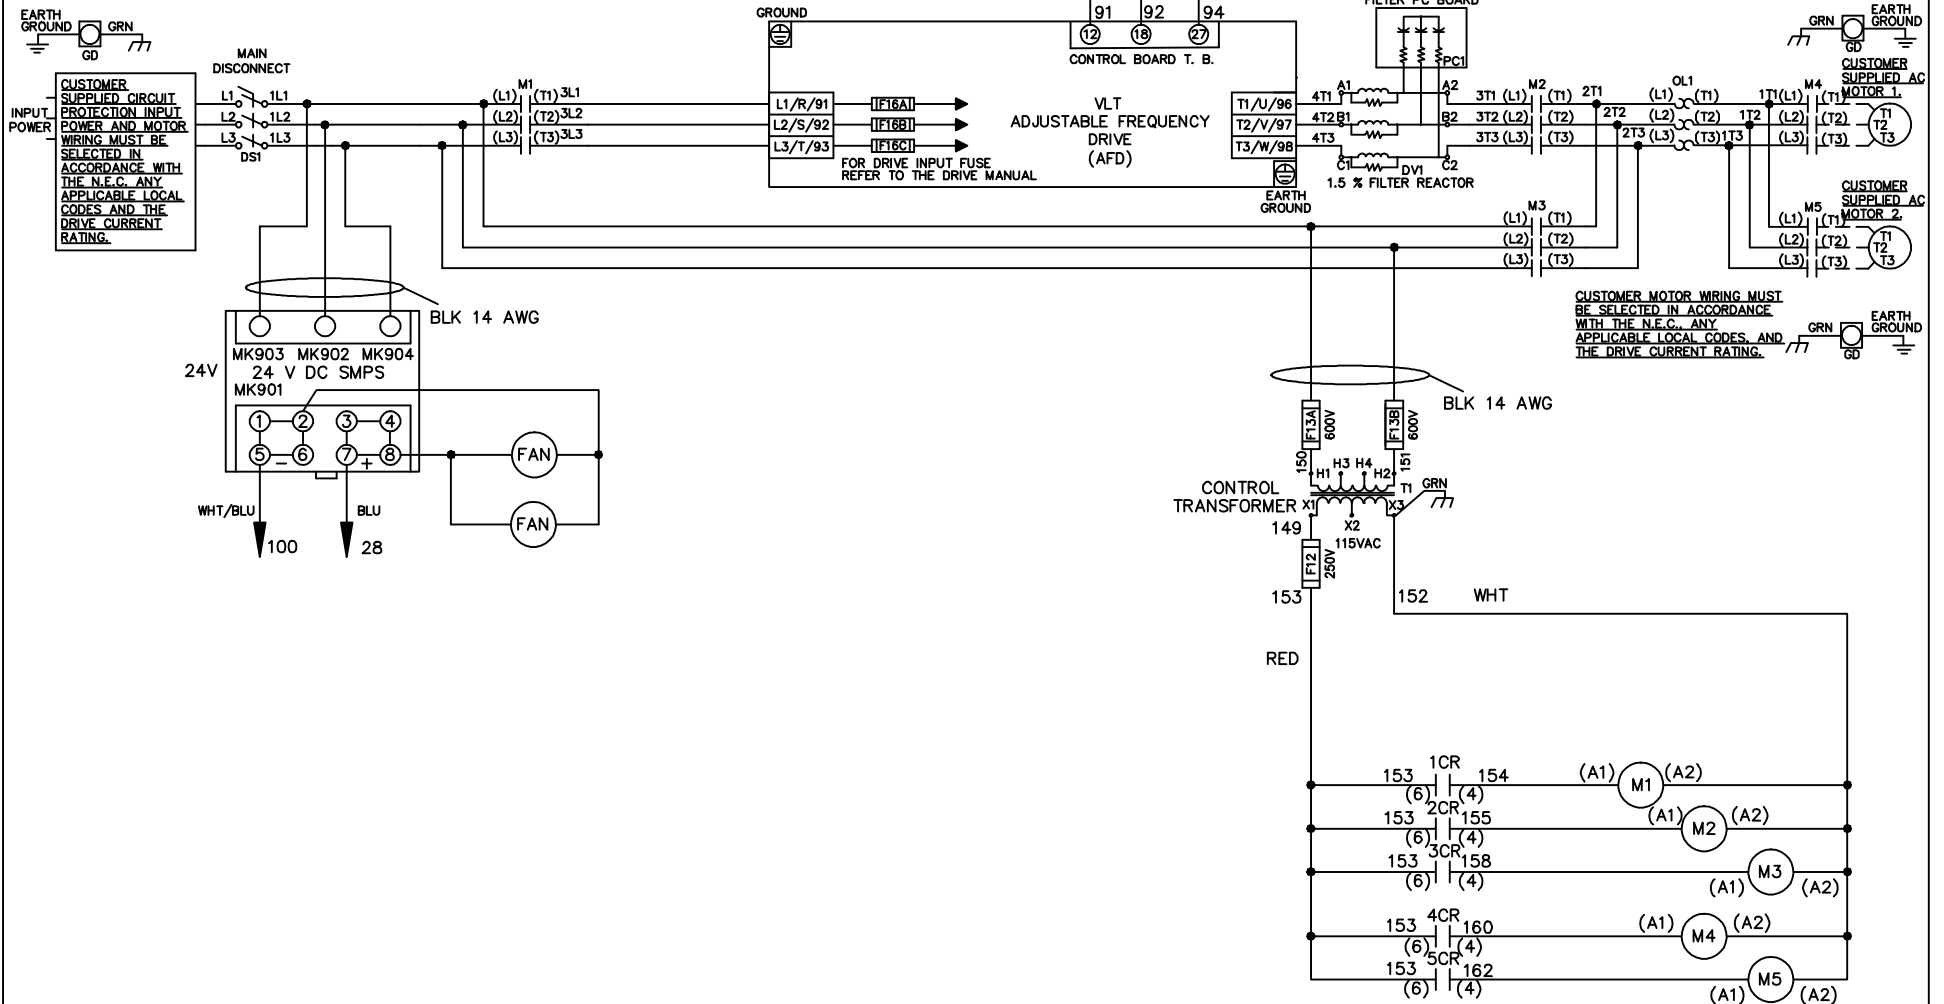 EARTH
GROUND
GRN
GD
GROUND
91 92 94
12 18 27
CONTROL BOARD T. B.
PC1
GRN
EARTH
GROUND
GD
MAIN
DISCONNECT
INPUT
POWER
CUSTOMER
SUPPLIED CIRCUIT
PROTECTION INPUT
POWER AND MOTOR
WIRING MUST BE
SELECTED IN
ACCORDANCE WITH
THE N.E.C. ANY
APPLICABLE LOCAL
CODES AND THE
DRIVE CURRENT
RATING.
L1 1L1
L2 1L2
L3 1L3
DS1
M1
(L1) (T1) 3L1
(L2) (T2) 3L2
(L3) (T3) 3L3
L1/R/91 F16A
L2/S/92 F16B
L3/T/93 F16C
FOR DRIVE INPUT FUSE
REFER TO THE DRIVE MANUAL
VLT
ADJUSTABLE FREQUENCY
DRIVE
(AFD)
T1/U/96
T2/V/97
T3/W/98
EARTH
GROUND
4T1 A1 A2
4T2 B1 B2
4T3 C1 C2
DV1
1.5 % FILTER REACTOR
M2
3T1 (L1) (T1) 2T1
3T2 (L2) (T2) 2T2
3T3 (L3) (T3) 2T3
OL1
(L1) (T1) 1T1
(L2) (T2) 1T2
(L3) (T3) 1T3
M4
(L1) (T1)
(L2) (T2)
(L3) (T3)
CUSTOMER
SUPPLIED AC
MOTOR 1.
T1
T2
T3
M3
(L1) (T1)
(L2) (T2)
(L3) (T3)
M5
(L1) (T1)
(L2) (T2)
(L3) (T3)
CUSTOMER
SUPPLIED AC
MOTOR 2.
T1
T2
T3
CUSTOMER MOTOR WIRING MUST
BE SELECTED IN ACCORDANCE
WITH THE N.E.C., ANY
APPLICABLE LOCAL CODES, AND
THE DRIVE CURRENT RATING.
GRN
EARTH
GROUND
GD
BLK 14 AWG
MK903 MK902 MK904
24V
24 V DC SMPS
MK901
1 2 3 4
5 - 6 7 + 8
FAN
FAN
WHT/BLU
BLU
100
28
BLK 14 AWG
F13A
600V
F13B
600V
150
151
H1 H3 H4 H2
T1
GRN
CONTROL
TRANSFORMER
X1
X2
X3
149
115VAC
F12
250V
153
152
WHT
RED
1CR
153 154
(6) (4)
(A1) M1 (A2)
2CR
153 155
(6) (4)
(A1) M2 (A2)
3CR
153 158
(6) (4)
(A1) M3 (A2)
4CR
153 160
(6) (4)
(A1) M4 (A2)
5CR
153 162
(6) (4)
(A1) M5 (A2)